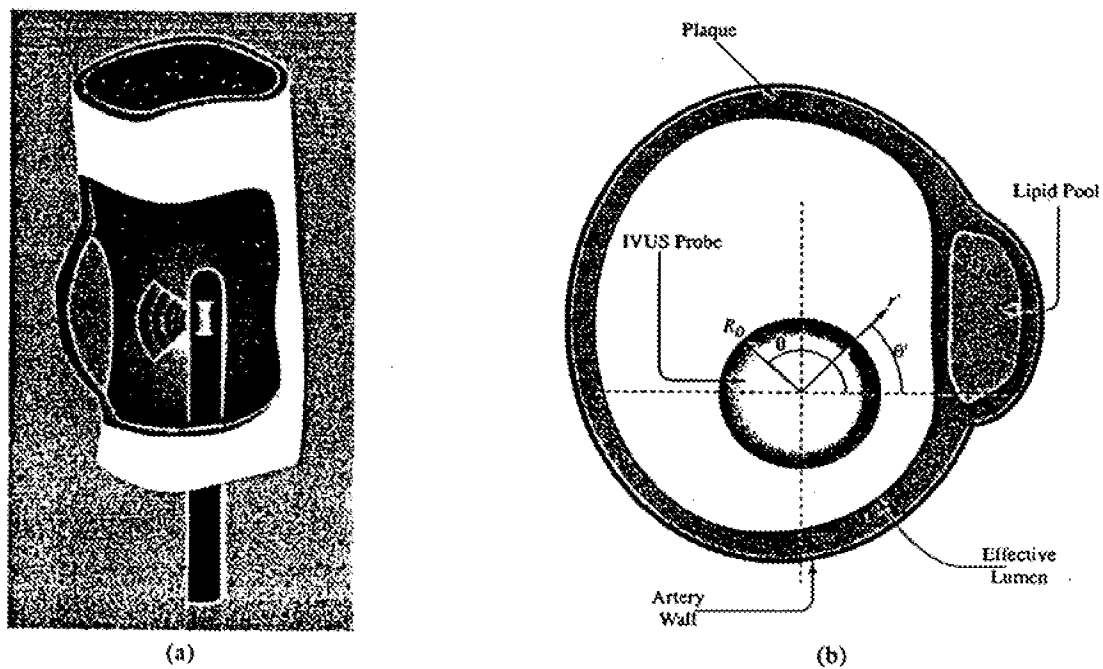 Plaque
Lipid Pool
IVUS Probe
R₀ θ r' θ'
Effective
Lumen
Artery
Wall
(a)
(b)